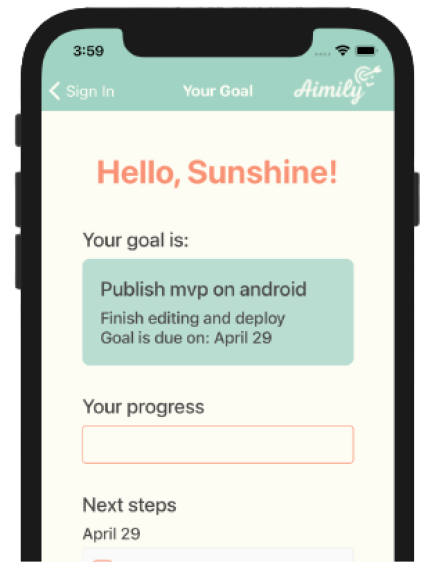 3:59
Sign In
Your Goal
Aimily
Hello, Sunshine!
Your goal is:
Publish mvp on android
Finish editing and deploy
Goal is due on: April 29
Your progress
Next steps
April 29